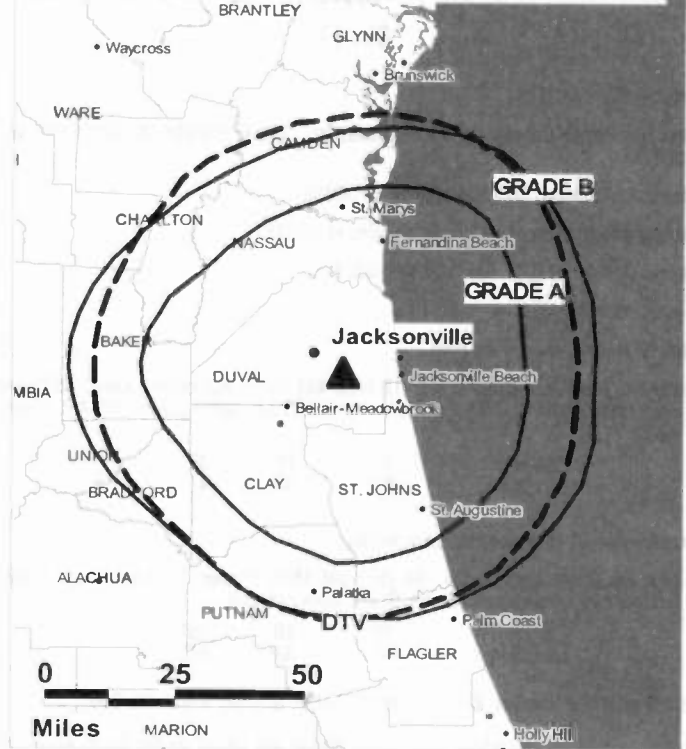 BRANTLEY
GLYNN
Waycross
Brunswick
WARE
CAMDEN
GRADE B
St. Marys
CHARLTON
NASSAU
Fernandina Beach
GRADE A
Jacksonville
BAKER
DUVAL
Jacksonville Beach
MBIA
Bellair-Meadowbrook
UNION
CLAY
BRADFORD
ST. JOHNS
St. Augustine
ALACHUA
Palatka
PUTNAM
DTV
Palm Coast
FLAGLER
0 25 50
Miles
MARION
Holly Hill